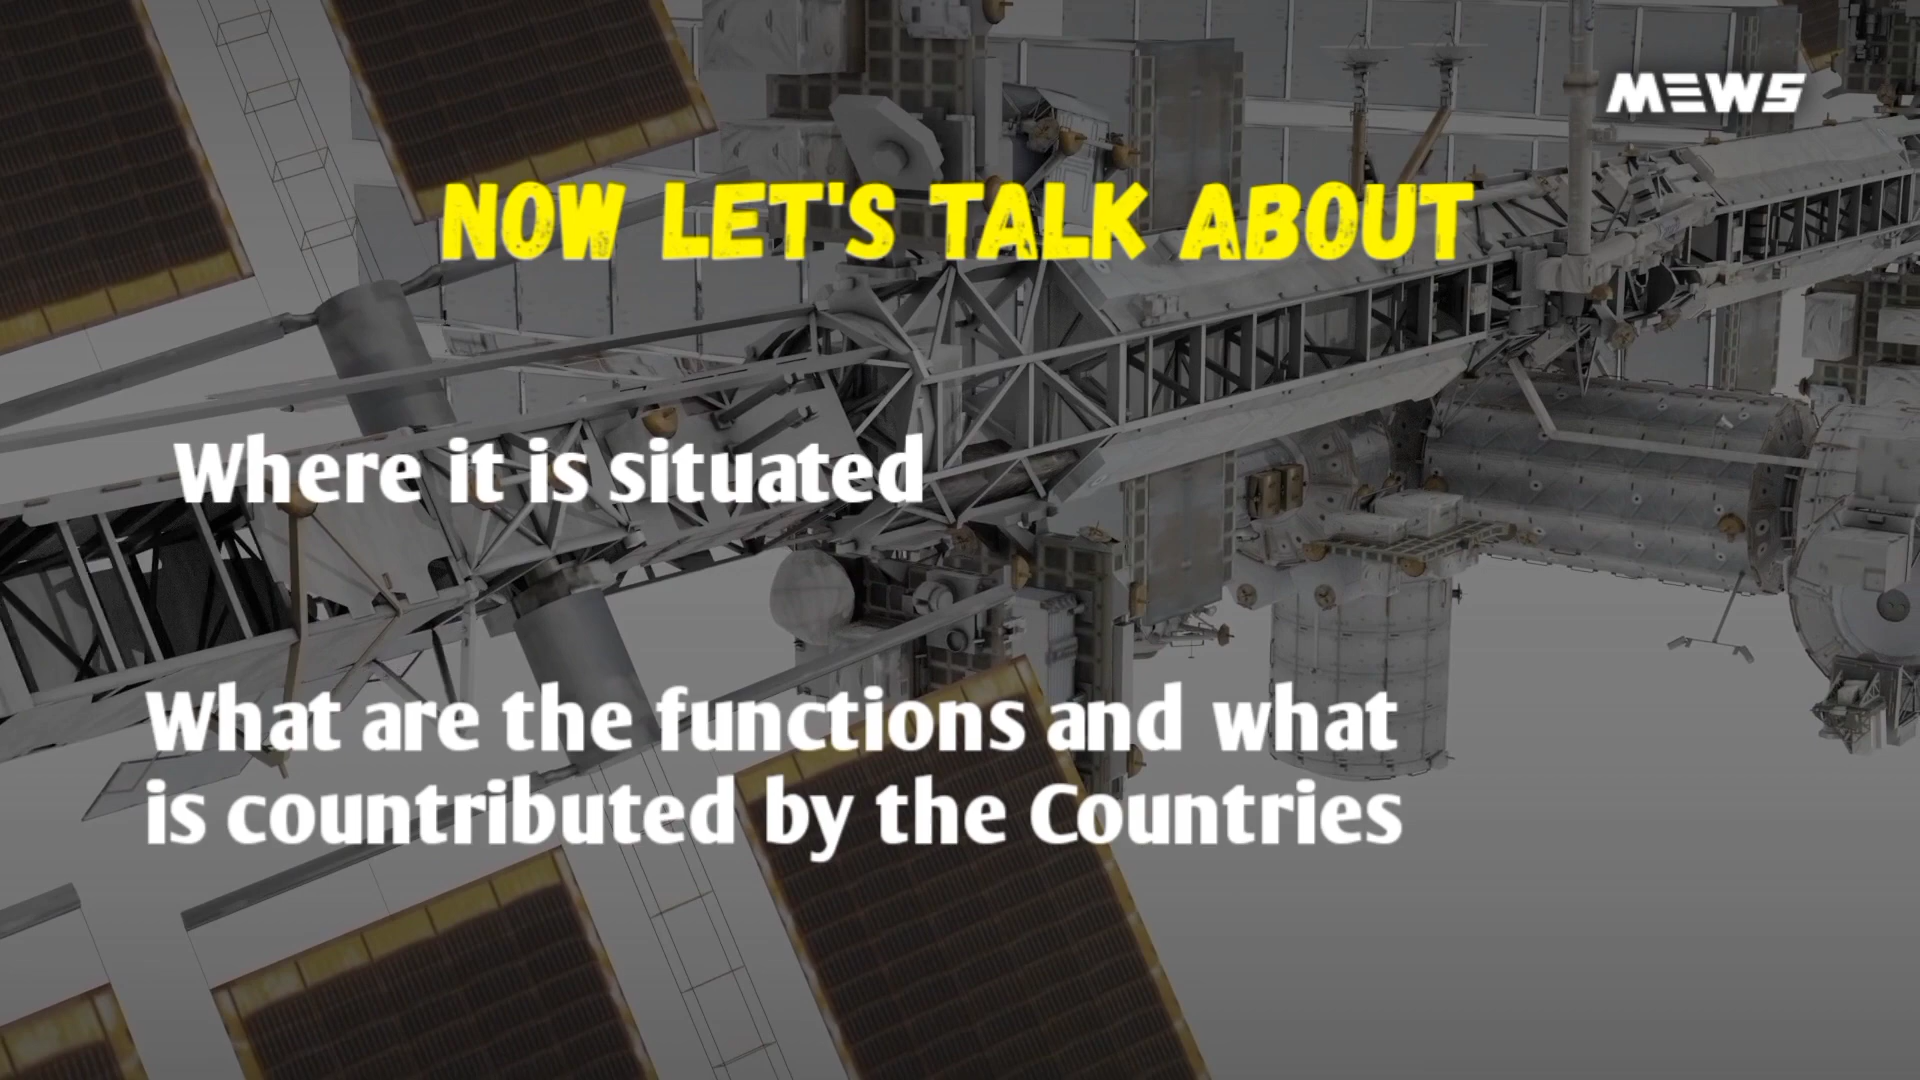 MEWS
NOW LET'S TALK ABOUT
Where it is situated
What are the functions and what
is countributed by the Countries